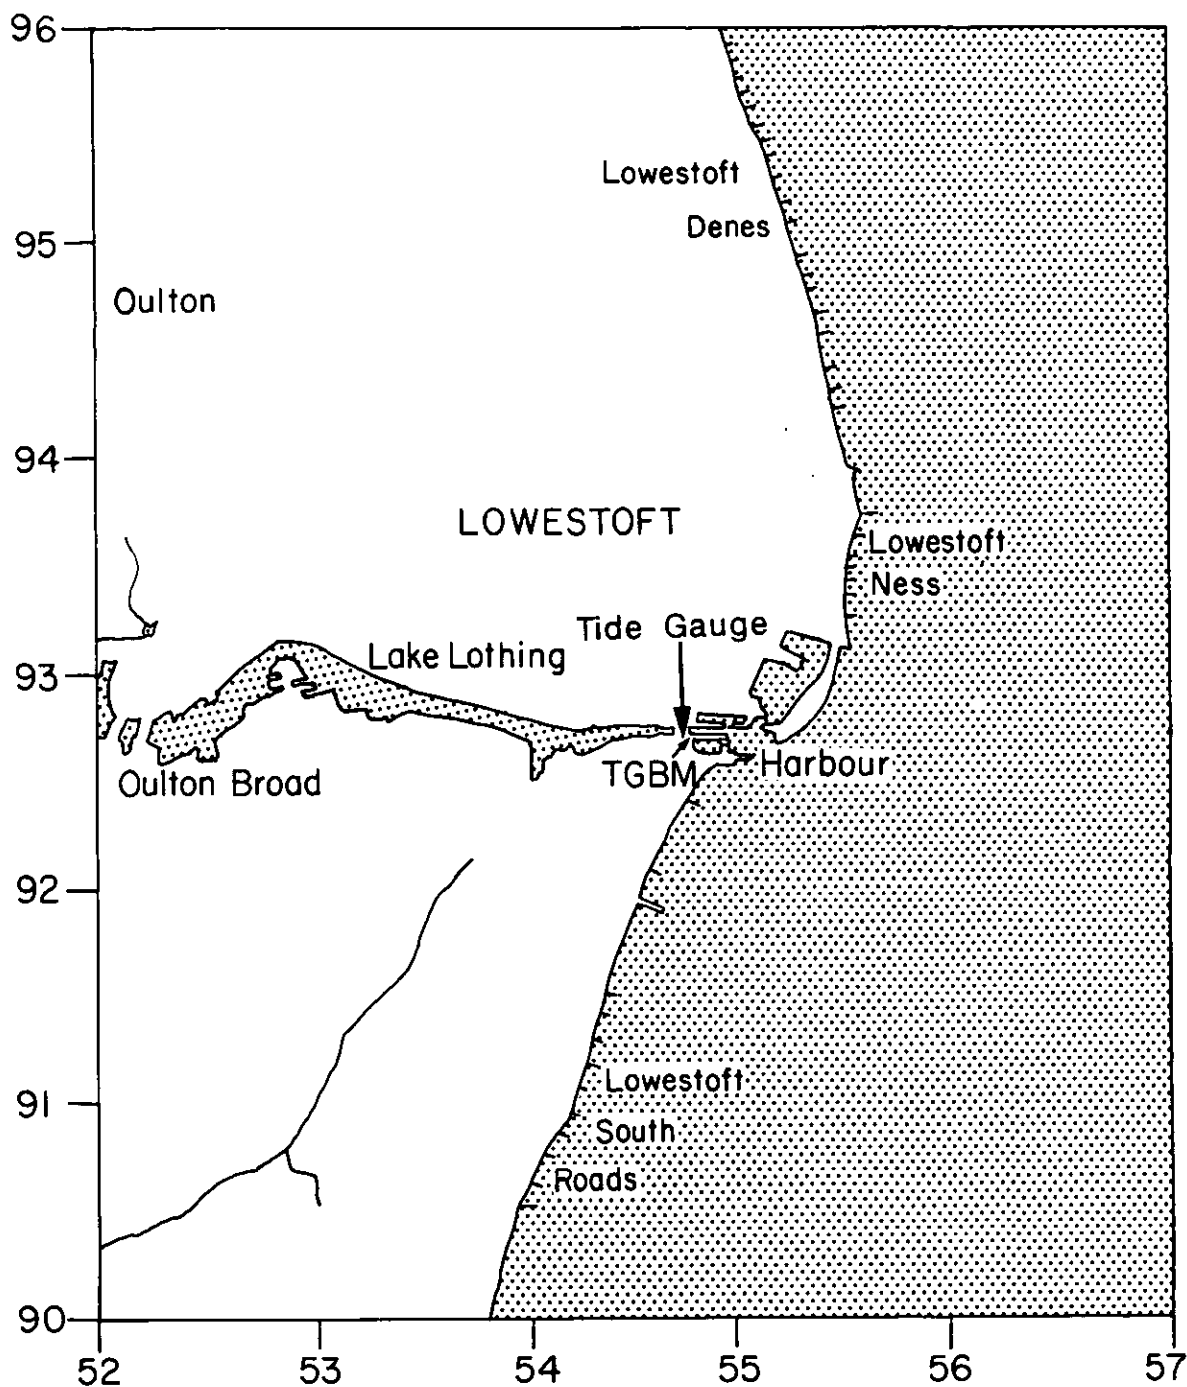 96
Lowestoft
Denes
95
Oulton
94
LOWESTOFT
Lowestoft
Ness
Tide Gauge
Lake Lothing
93
TGBM
Harbour
Oulton Broad
92
Lowestoft
91
South
Roads
90
52 53 54 55 56 57